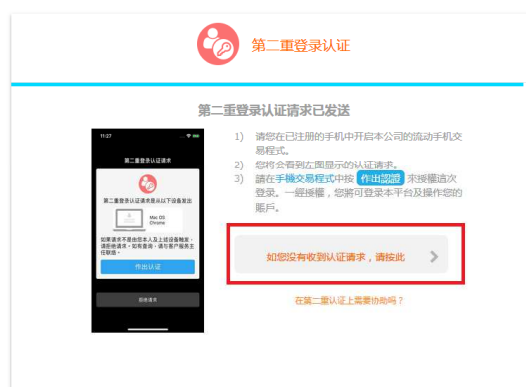 第二重登录认证
第二重登录认证请求已发送
11:27
第二重登录认证请求
第二重登录认证请求是从以下设备发出
Mac OS
Chrome
如果请求不是由您本人及上述设备触发，
请拒绝请求。如有查询，请与客户服务主
任联络。
作出认证
拒绝请求
1) 请您在已注册的手机中开启本公司的流动手机交
易程式。
2) 您将会看到左图显示的认证请求。
3) 請在手機交易程式中按 作出認證 来授權這次
登录。一經授權，您將可登录本平台及操作您的
賬戶。
如您没有收到认证请求，请按此
在第二重认证上需要协助吗？